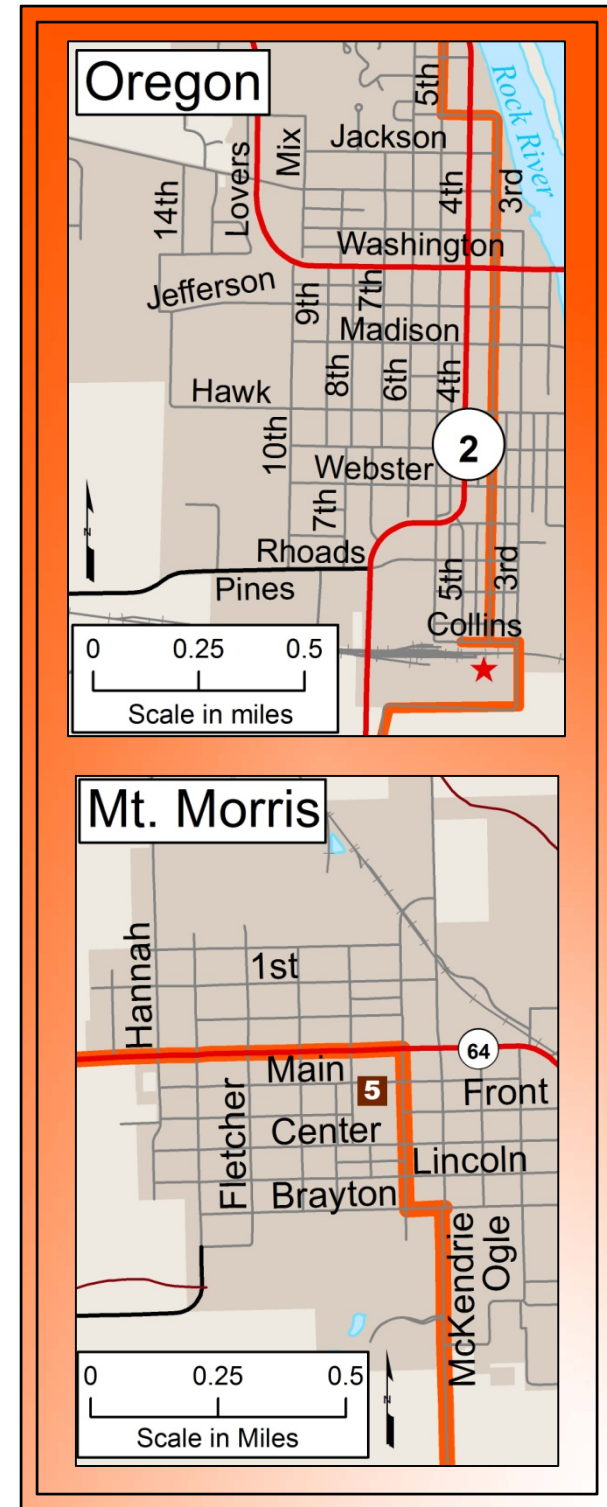 Oregon
Rock River
5th
Jackson
Mix
Lovers
14th
4th
3rd
Washington
Jefferson
9th
7th
Madison
8th
6th
4th
Hawk
10th
2
Webster
7th
Rhoads
Pines
5th
3rd
Collins
N
0 0.25 0.5
Scale in miles
Mt. Morris
Hannah
1st
64
Main
5
Front
Fletcher
Center
Lincoln
Brayton
McKendrie
Ogle
0 0.25 0.5
Scale in Miles
N